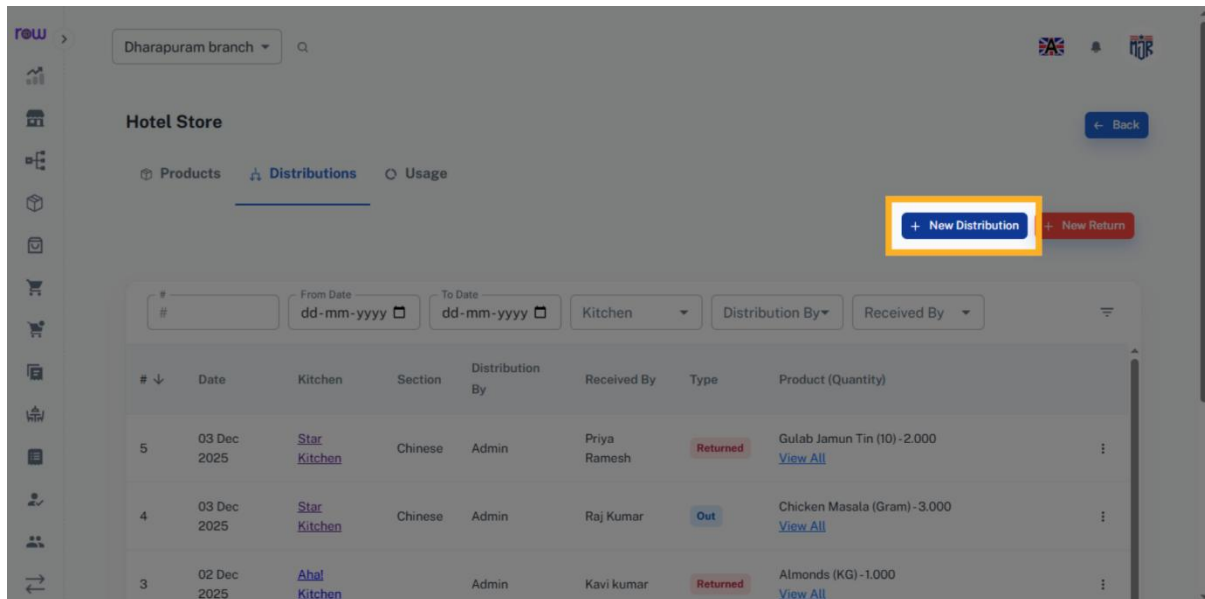 row
Dharapuram branch
Hotel Store
← Back
Products Distributions Usage
+ New Distribution + New Return
# From Date To Date
# dd-mm-yyyy dd-mm-yyyy Kitchen Distribution By Received By
# ↓ Date Kitchen Section Distribution By Received By Type Product (Quantity)
5 03 Dec 2025 Star Kitchen Chinese Admin Priya Ramesh Returned Gulab Jamun Tin (10)-2.000
View All
4 03 Dec 2025 Star Kitchen Chinese Admin Raj Kumar Out Chicken Masala (Gram)-3.000
View All
3 02 Dec 2025 Aha! Kitchen Admin Kavi kumar Returned Almonds (KG)-1.000
View All